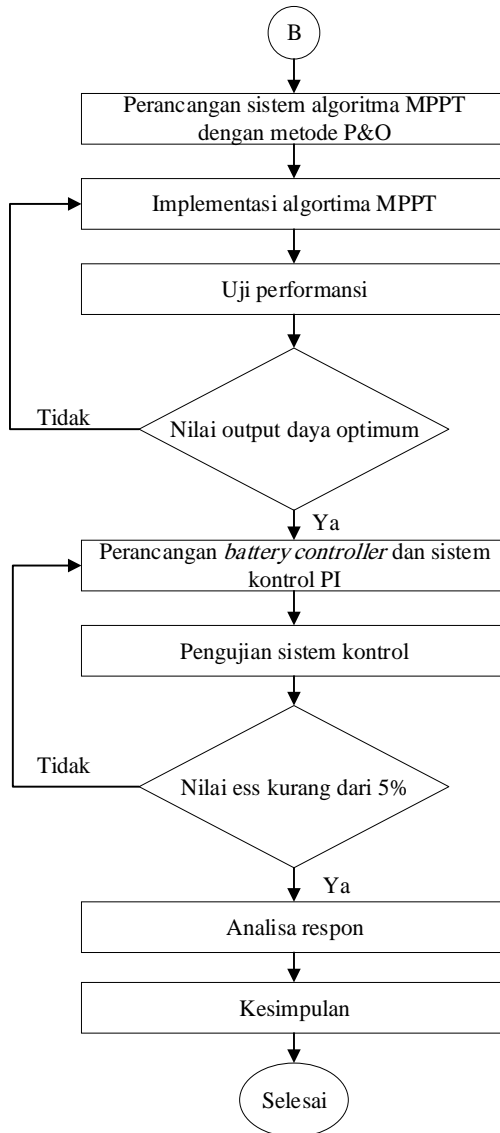 B
Perancangan sistem algoritma MPPT
dengan metode P&O
Implementasi algortima MPPT
Uji performansi
Tidak
Nilai output daya optimum
Ya
Perancangan battery controller dan sistem
kontrol PI
Pengujian sistem kontrol
Tidak
Nilai ess kurang dari 5%
Ya
Analisa respon
Kesimpulan
Selesai